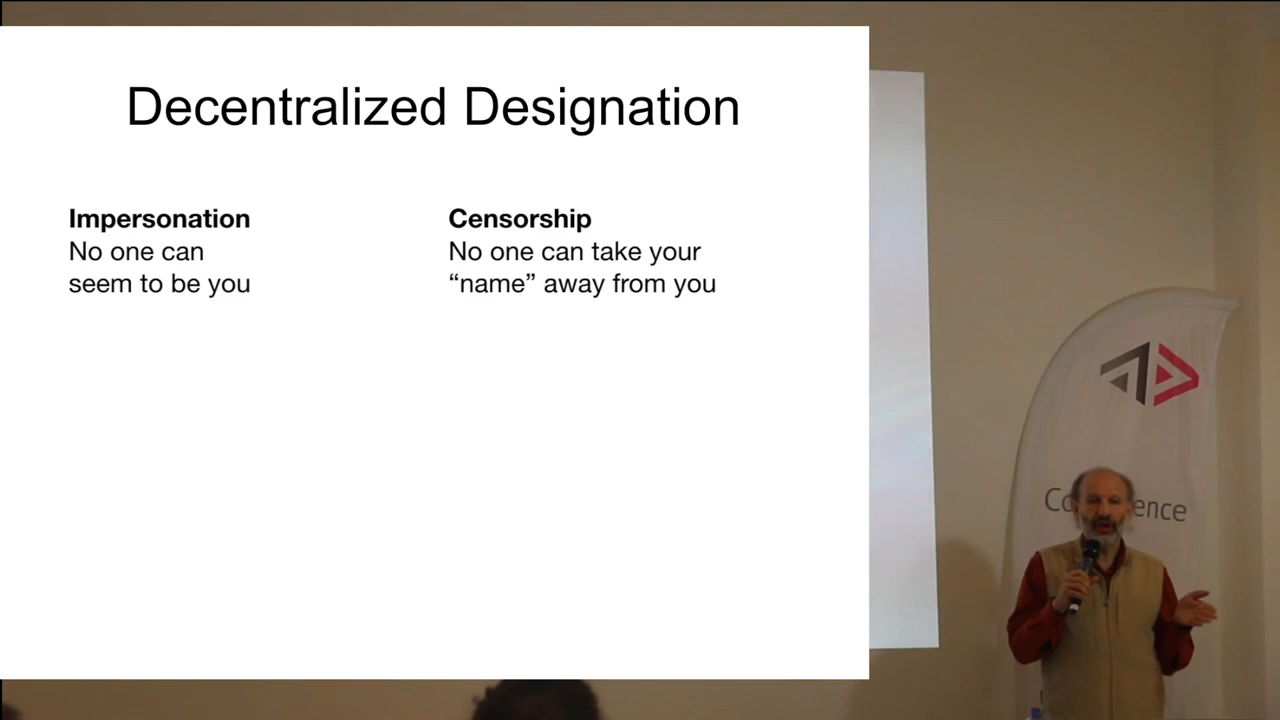 Decentralized Designation
Impersonation
No one can
seem to be you
Censorship
No one can take your
“name” away from you